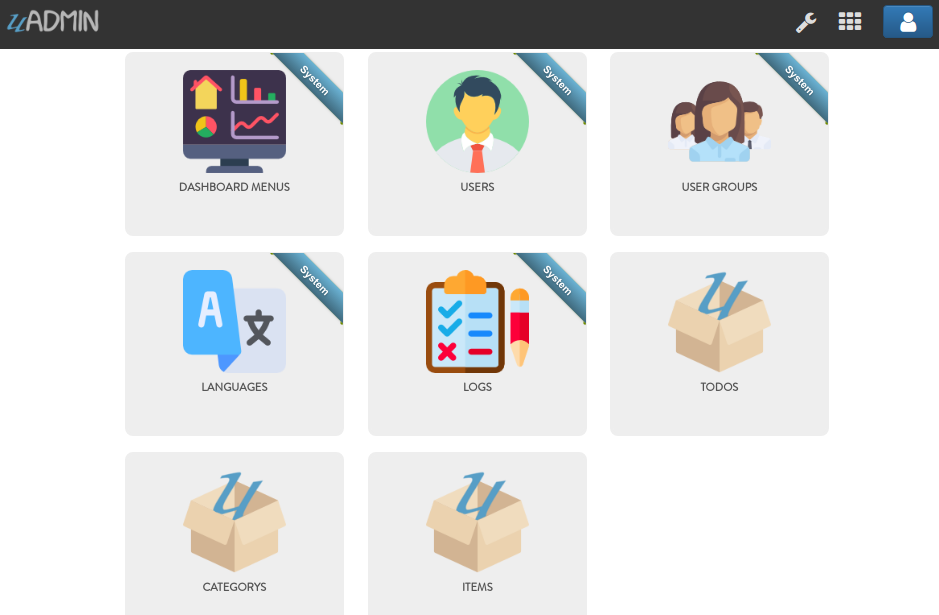 uADMIN
System
System
System
DASHBOARD MENUS
USERS
USER GROUPS
System
System
A
文
LANGUAGES
LOGS
u
TODOS
u
u
CATEGORYS
ITEMS